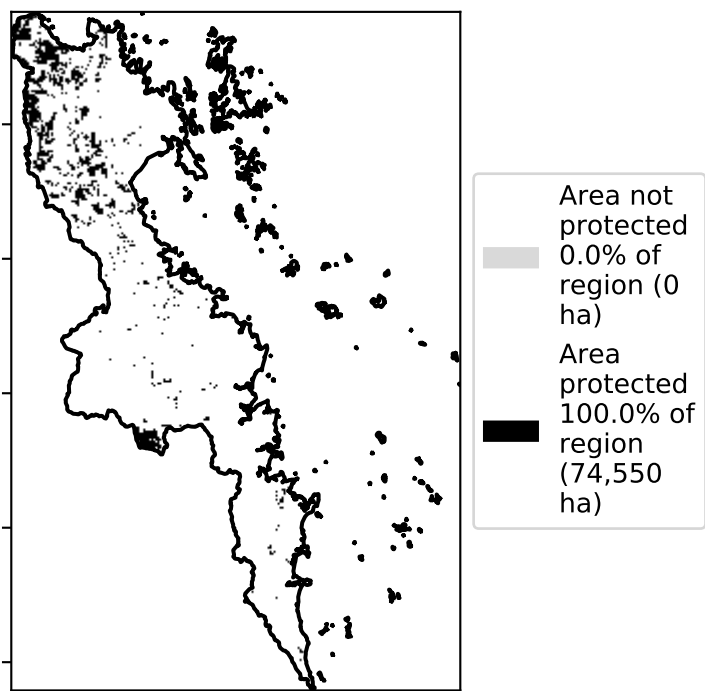 Area not
protected
0.0% of
region (0
ha)
Area
protected
100.0% of
region
(74,550
ha)